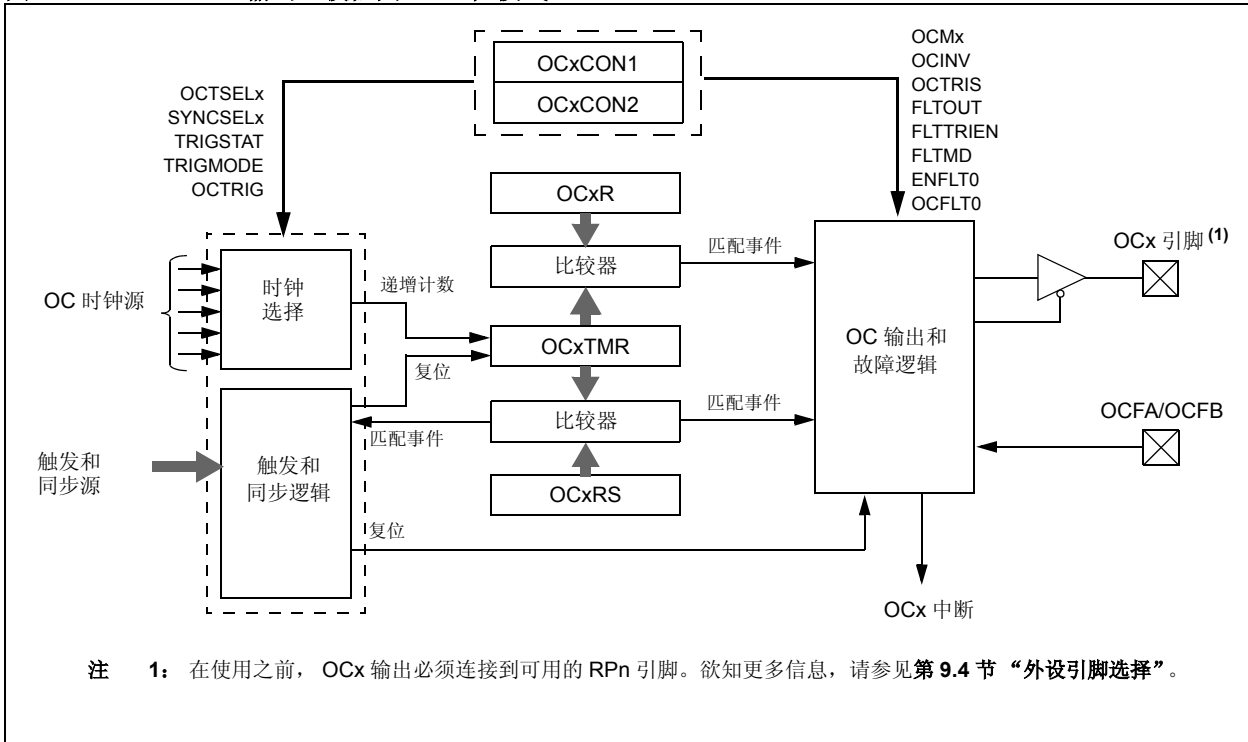 OCxCON1
OCxCON2
OCTSELx
SYNCSELx
TRIGSTAT
TRIGMODE
OCTRIG
OCMx
OCINV
OCTRIS
FLTOUT
FLTTRIEN
FLTMD
ENFLT0
OCFLT0
OCxR
比较器
匹配事件
OCx 引脚 (1)
OC 时钟源
时钟
选择
递增计数
OCxTMR
复位
OC 输出和
故障逻辑
比较器
匹配事件
匹配事件
OCFA/OCFB
触发和
同步源
触发和
同步逻辑
OCxRS
复位
OCx 中断
注 1: 在使用之前, OCx 输出必须连接到可用的 RPn 引脚。欲知更多信息,请参见第 9.4 节 “外设引脚选择”。